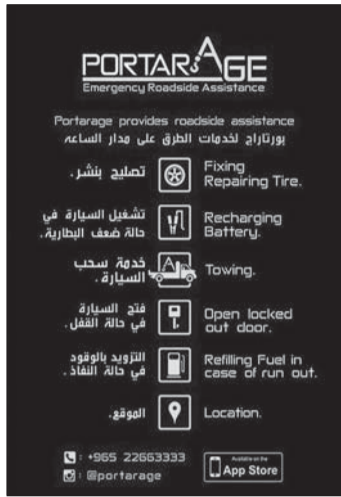 PORTARAGE
Emergency Roadside Assistance
Portarage provides roadside assistance
بورتاراج لخدمات الطرق على مدار الساعه
تصليح بنشر.
Fixing
Repairing Tire.
تشغيل السيارة في
حالة ضعف البطارية.
Recharging
Battery.
خدمة سحب
السيارة.
Towing.
فتح السيارة
في حالة القفل.
Open locked
out door.
التزويد بالوقود
في حالة النفاذ.
Refilling Fuel in
case of run out.
الموقع.
Location.
: +965 22663333
: @portarage
Available on the
App Store